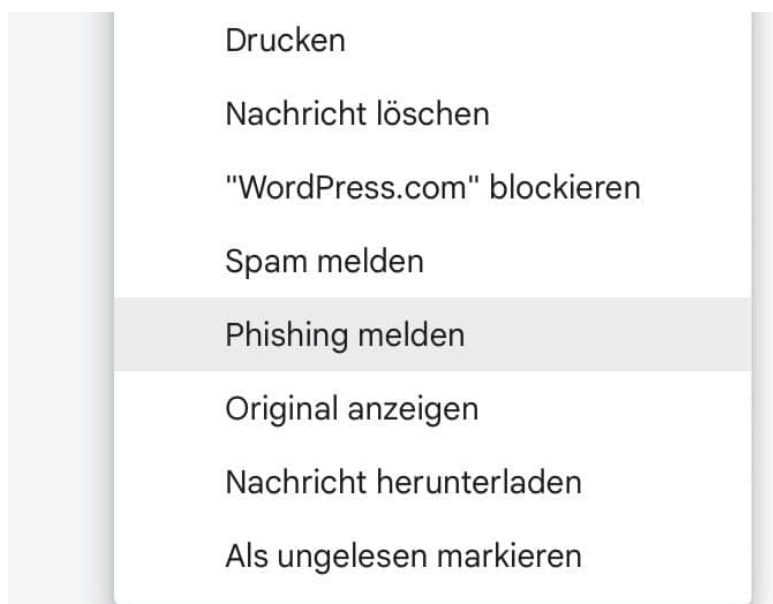 Drucken
Nachricht löschen
"WordPress.com" blockieren
Spam melden
Phishing melden
Original anzeigen
Nachricht herunterladen
Als ungelesen markieren